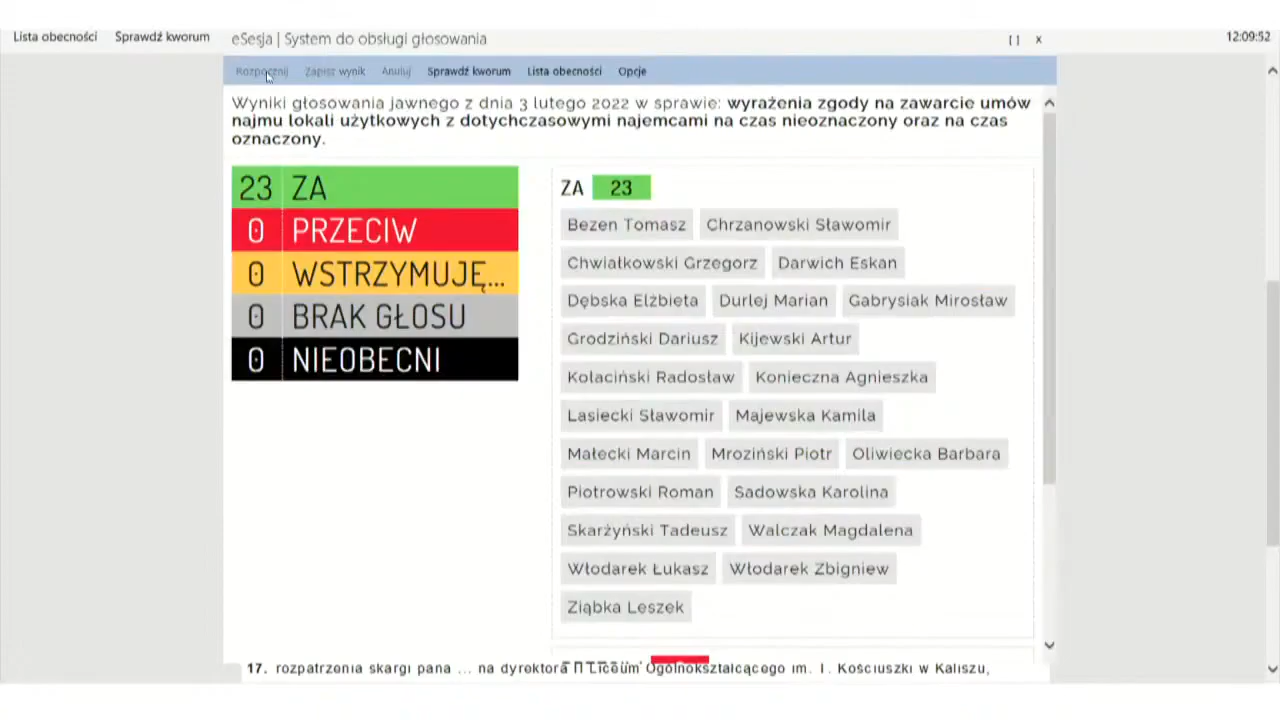 Lista obecności Sprawdź kworum eSesja | System do obsługi głosowania [ ] x 12:09:52
Rozpocznij Zapisz wynik Anuluj Sprawdź kworum Lista obecności Opcje
Wyniki głosowania jawnego z dnia 3 lutego 2022 w sprawie: wyrażenia zgody na zawarcie umów
najmu lokali użytkowych z dotychczasowymi najemcami na czas nieoznaczony oraz na czas
oznaczony.
23 ZA
0 PRZECIW
0 WSTRZYMUJĘ...
0 BRAK GŁOSU
0 NIEOBECNI
ZA 23
Bezen Tomasz Chrzanowski Sławomir
Chwiałkowski Grzegorz Darwich Eskan
Dębska Elżbieta Durlej Marian Gabrysiak Mirosław
Grodziński Dariusz Kijewski Artur
Kołaciński Radosław Konieczna Agnieszka
Lasiecki Sławomir Majewska Kamila
Małecki Marcin Mroziński Piotr Oliwiecka Barbara
Piotrowski Roman Sadowska Karolina
Skarżyński Tadeusz Walczak Magdalena
Włodarek Łukasz Włodarek Zbigniew
Ziąbka Leszek
17. rozpatrzenia skargi pana ... na dyrektora II Liceum Ogólnokształcącego im. T. Kościuszki w Kaliszu,